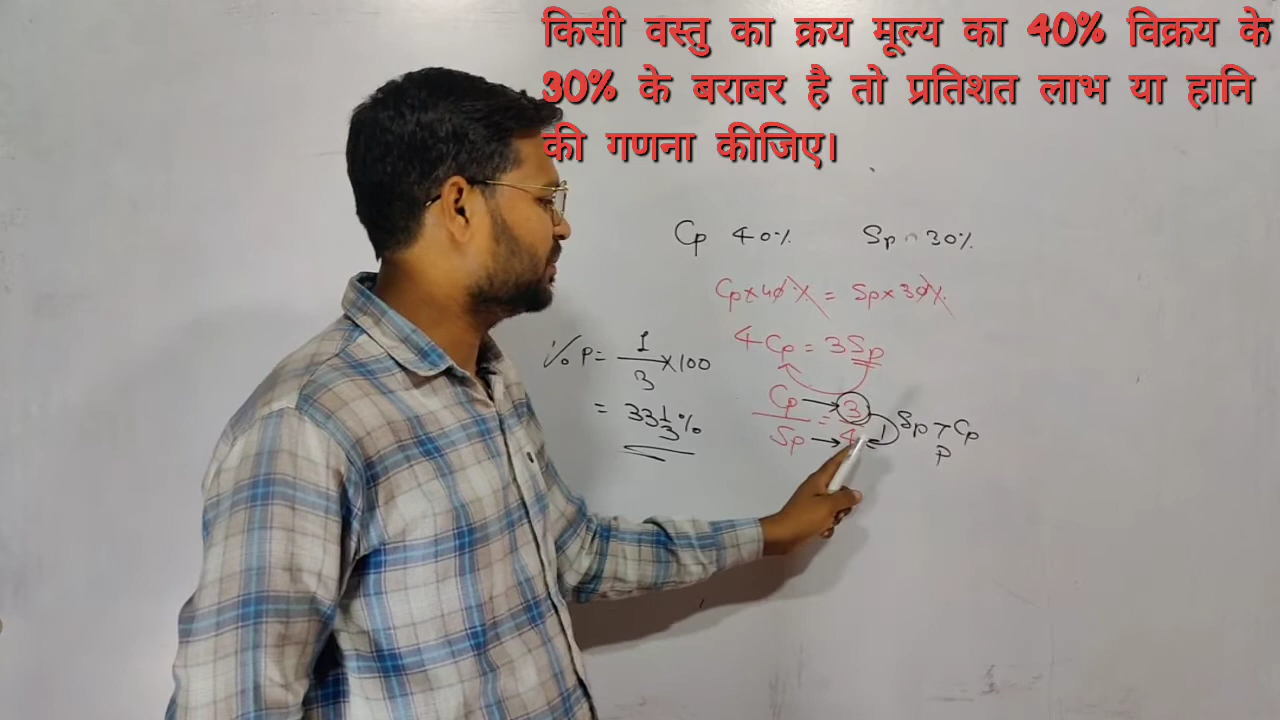 किसी वस्तु का क्रय मूल्य का 40% विक्रय के
30% के बराबर है तो प्रतिशत लाभ या हानि
की गणना कीजिए।
Cp 40% Sp = 30%
Cp×40% = Sp×30%
4Cp = 3Sp
Cp/Sp = 3/4
1
Sp > Cp
P
% P = 1/3 ×100
= 33 1/3 %